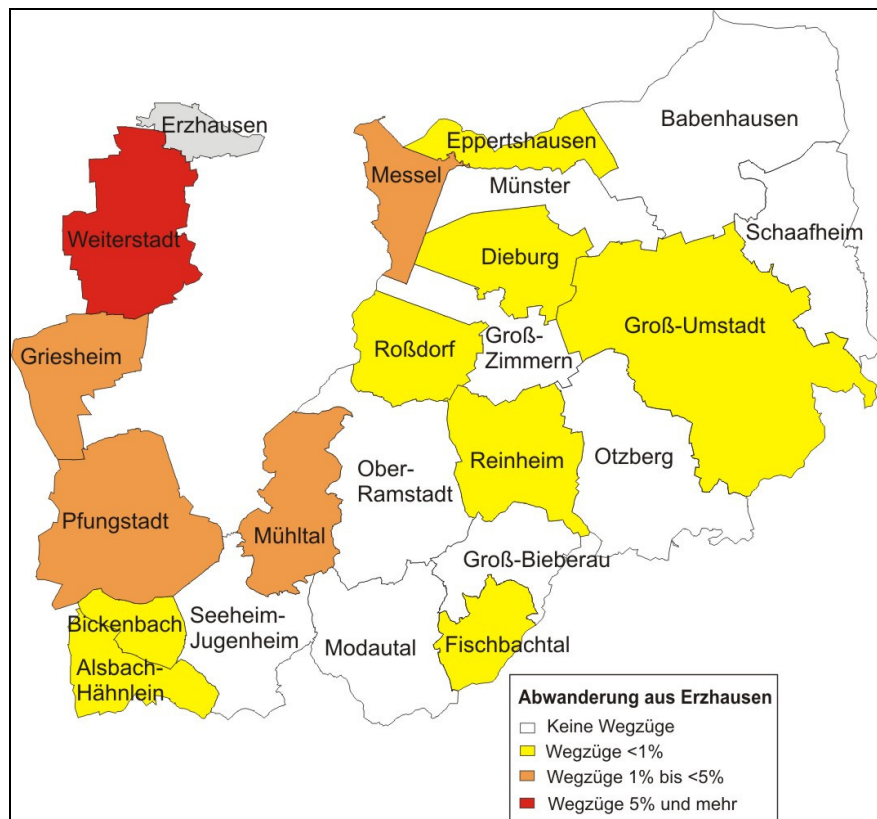 Babenhausen
Erzhausen
Eppertshausen
Messel
Münster
Schaafheim
Weiterstadt
Dieburg
Groß-Umstadt
Griesheim
Roßdorf
Groß-
Zimmern
Reinheim
Otzberg
Ober-
Ramstadt
Pfungstadt
Mühltal
Groß-Bieberau
Seeheim-
Jugenheim
Bickenbach
Modautal
Fischbachtal
Alsbach-
Hähnlein
Abwanderung aus Erzhausen
Keine Wegzüge
Wegzüge <1%
Wegzüge 1% bis <5%
Wegzüge 5% und mehr